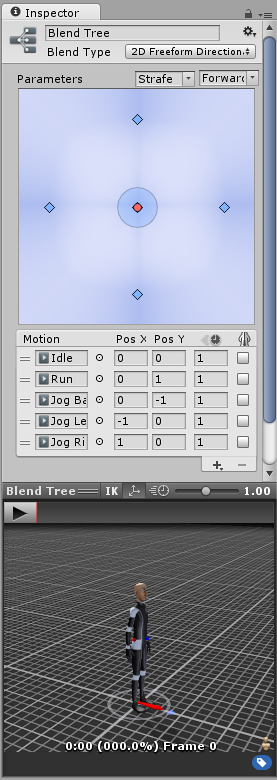 Inspector
Blend Tree
Blend Type 2D Freeform Direction.
Parameters Strafe Forward
Motion Pos X Pos Y
Idle 0 0 1
Run 0 1 1
Jog Ba 0 -1 1
Jog Le -1 0 1
Jog Ri 1 0 1
+ −
Blend Tree IK 1.00
0:00 (000.0%) Frame 0